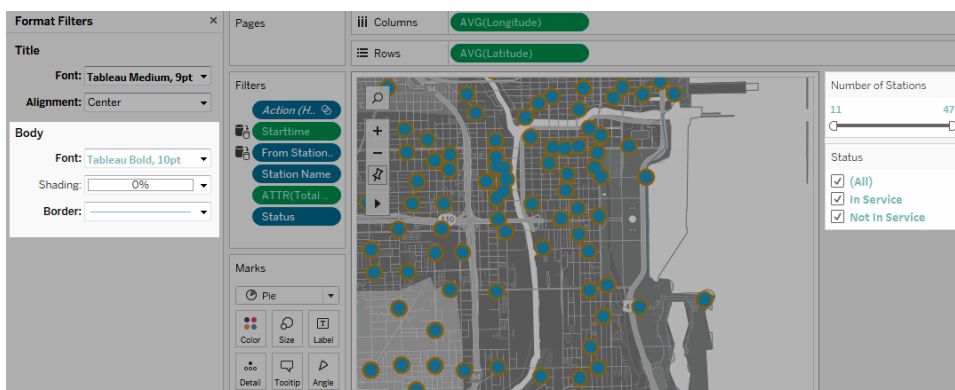 Format Filters
Title
Font: Tableau Medium, 9pt
Alignment: Center
Body
Font: Tableau Bold, 10pt
Shading: 0%
Border:
Pages
Filters
Action (H..
Starttime
From Station..
Station Name
ATTR(Total ..
Status
Marks
Pie
Color Size Label
Detail Tooltip Angle
Columns AVG(Longitude)
Rows AVG(Latitude)
Number of Stations
11 47
Status
(All)
In Service
Not In Service